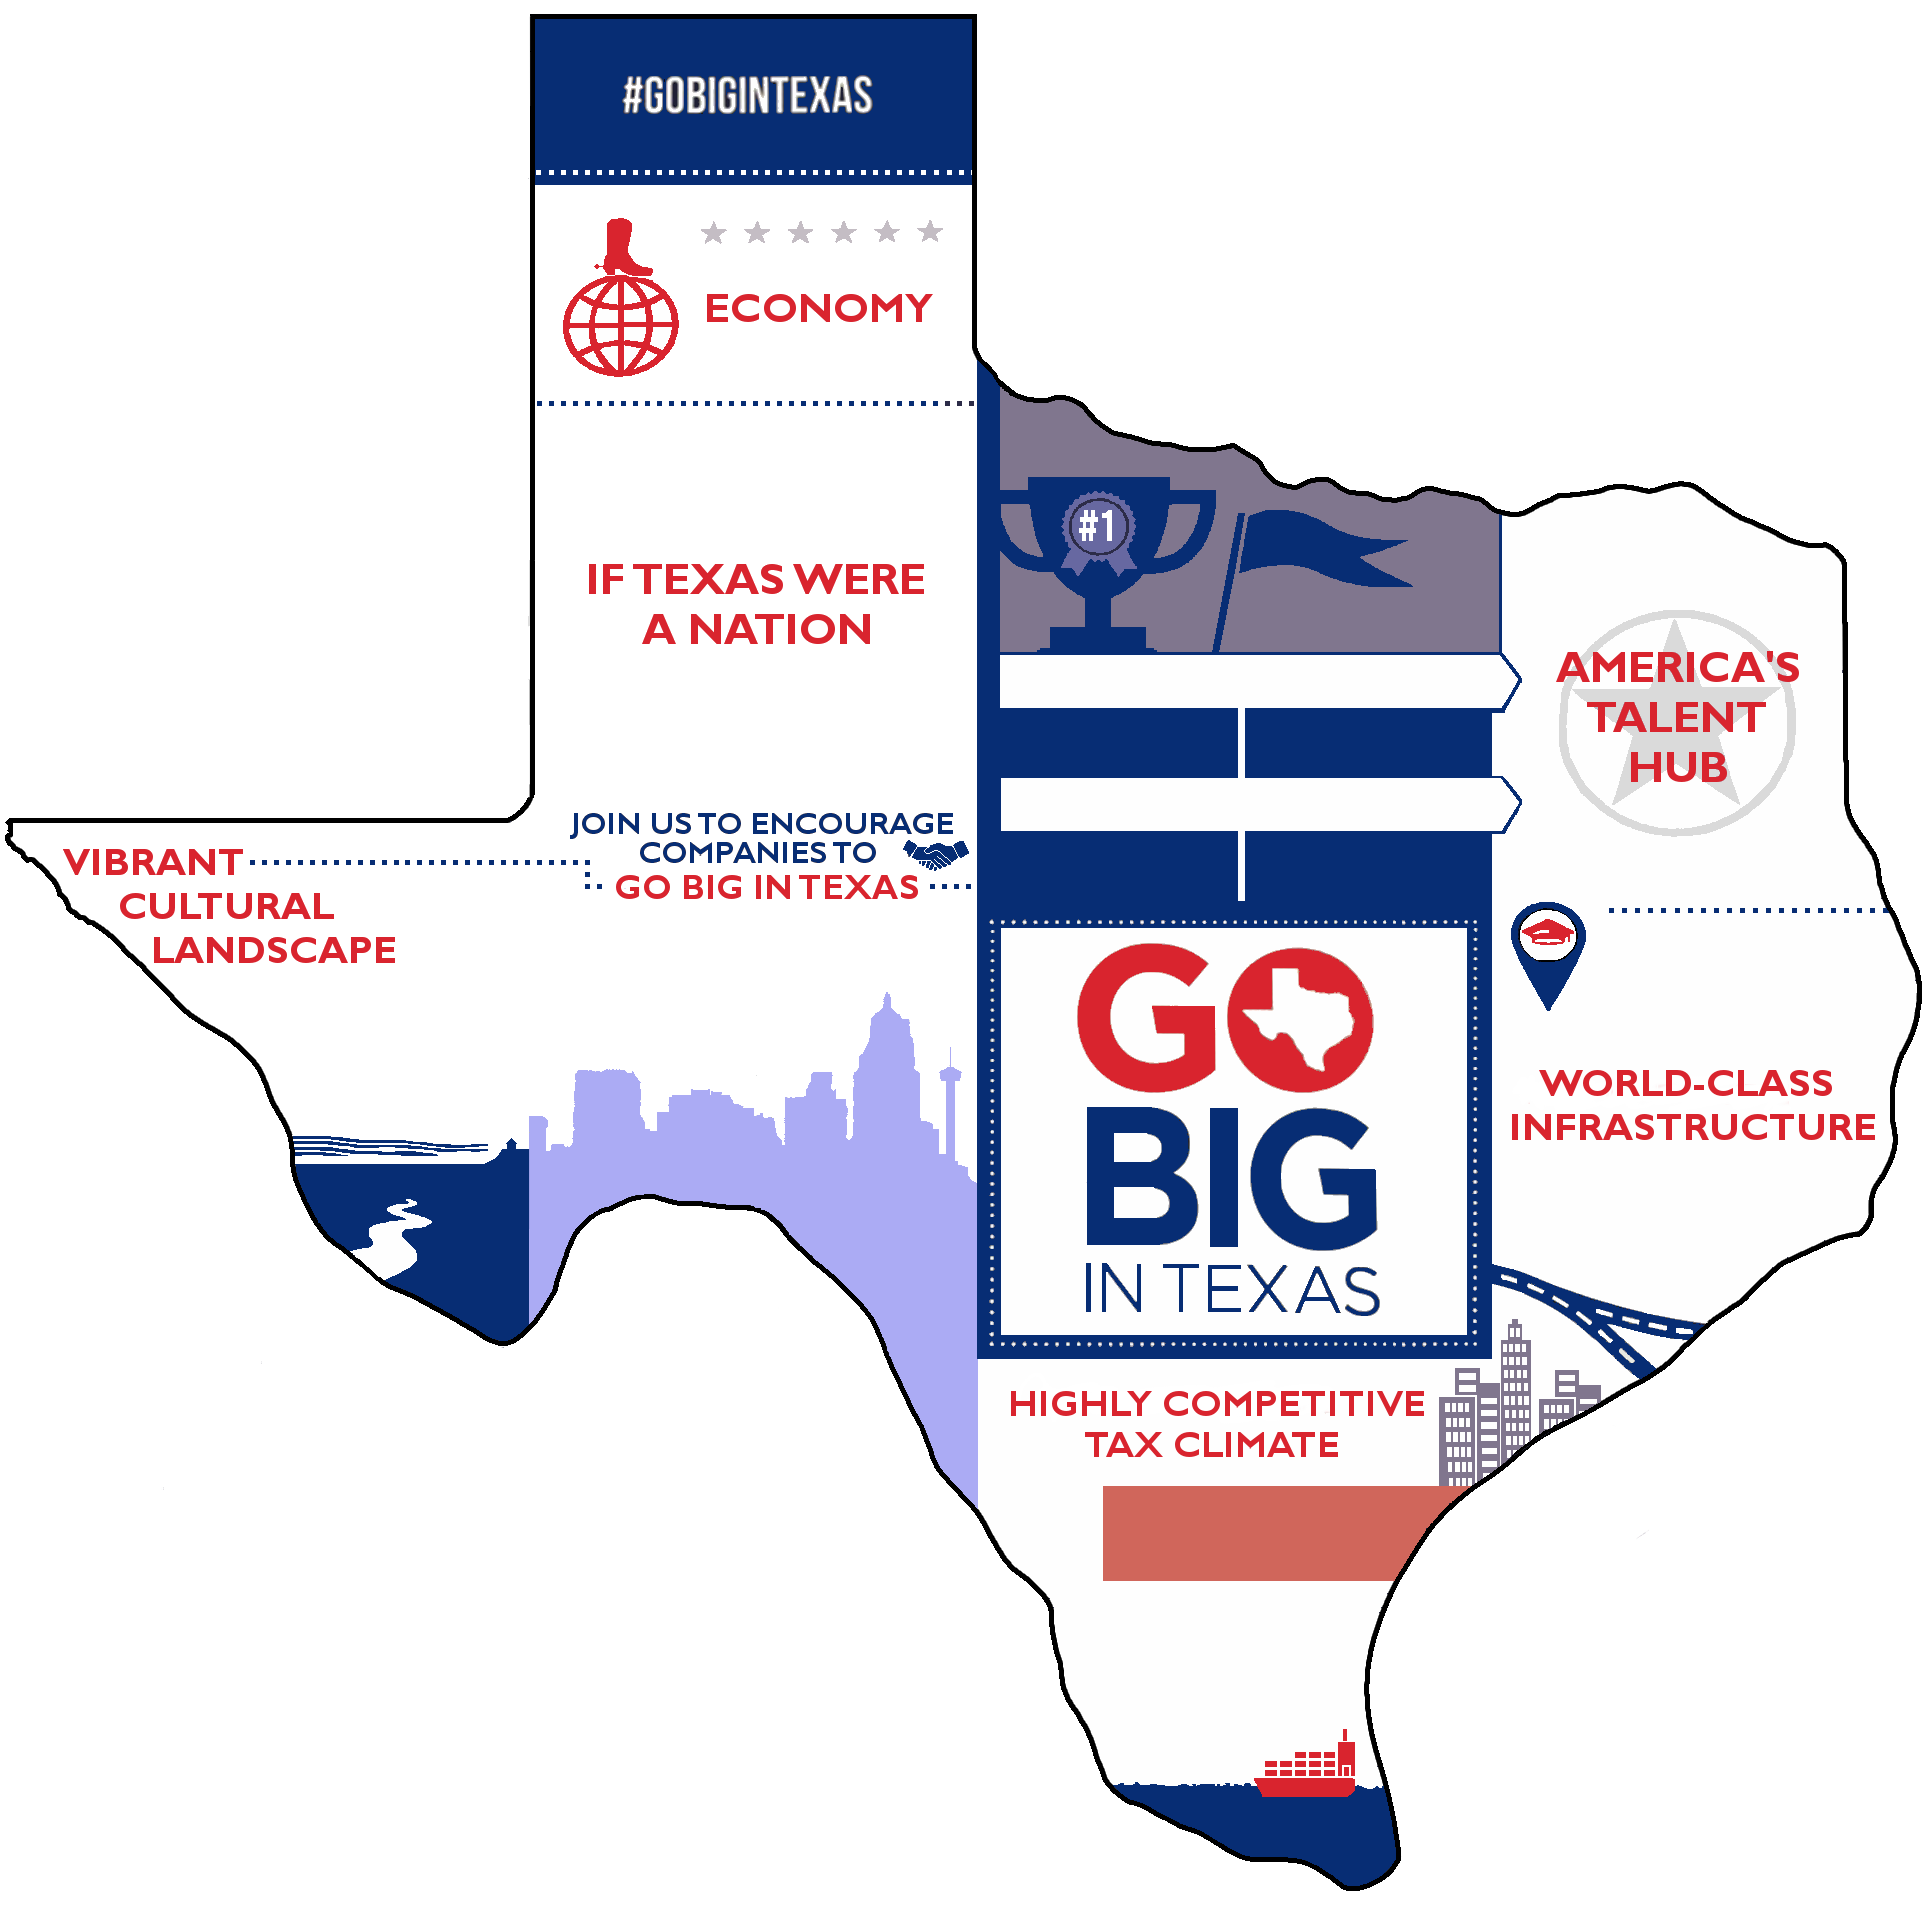 #GOBIGINTEXAS
ECONOMY
IF TEXAS WERE
A NATION
#1
AMERICA'S
TALENT
HUB
JOIN US TO ENCOURAGE
COMPANIES TO
GO BIG IN TEXAS
VIBRANT
CULTURAL
LANDSCAPE
GO
BIG
IN TEXAS
WORLD-CLASS
INFRASTRUCTURE
HIGHLY COMPETITIVE
TAX CLIMATE